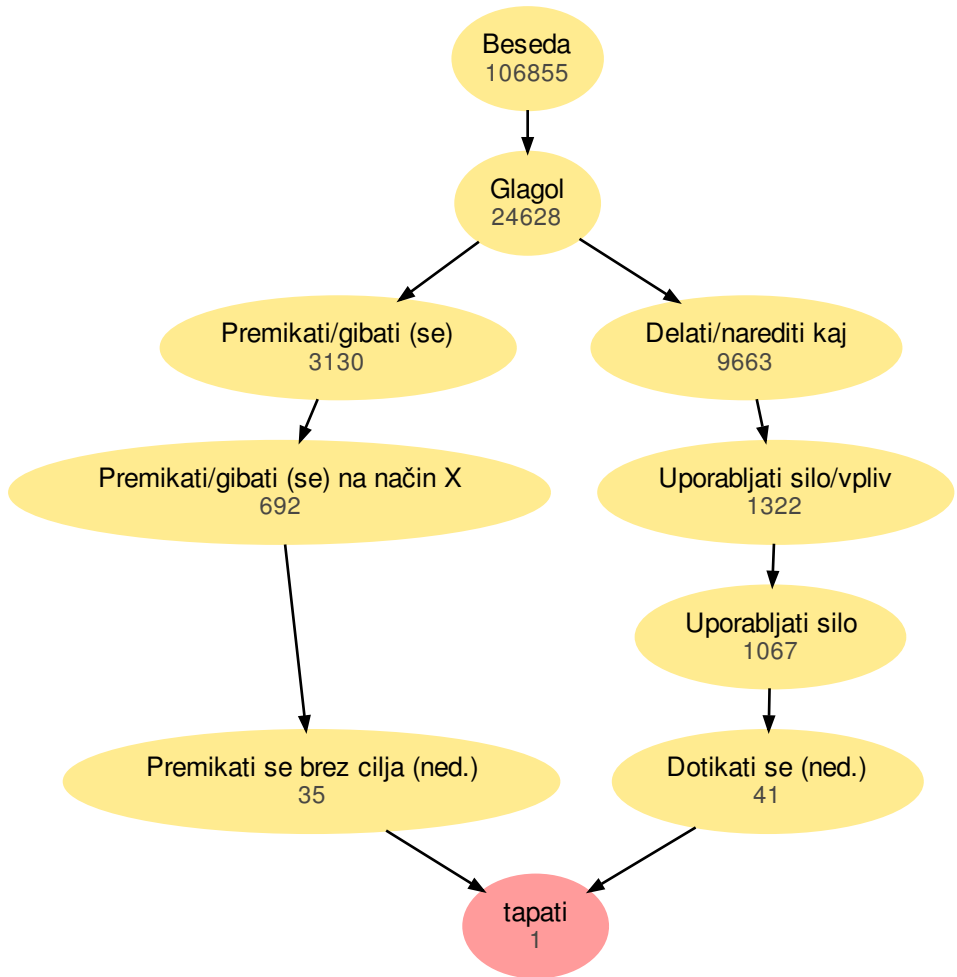 Beseda
106855
Glagol
24628
Premikati/gibati (se)
3130
Delati/narediti kaj
9663
Premikati/gibati (se) na način X
692
Uporabljati silo/vpliv
1322
Uporabljati silo
1067
Premikati se brez cilja (ned.)
35
Dotikati se (ned.)
41
tapati
1